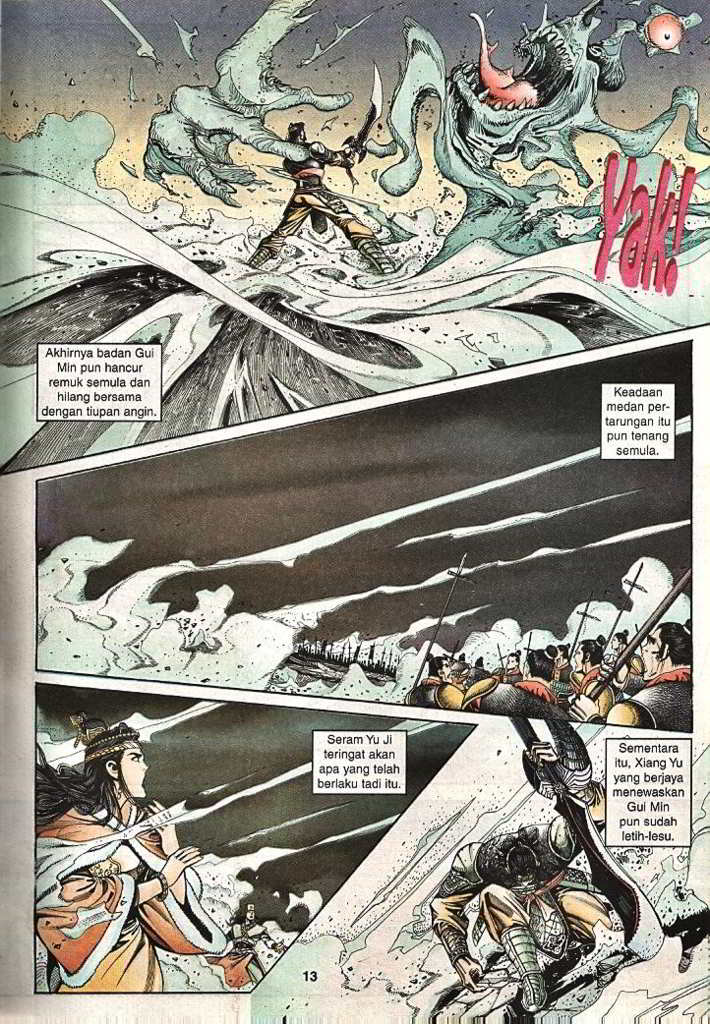 Yak!
Akhirnya badan Gui
Min pun hancur
remuk semula dan
hilang bersama
dengan tiupan angin.
Keadaan
medan per-
tarungan itu
pun tenang
semula.
Seram Yu Ji
teringat akan
apa yang telah
berlaku tadi itu.
Sementara
itu, Xiang Yu
yang berjaya
menewaskan
Gui Min
pun sudah
letih-lesu.
13